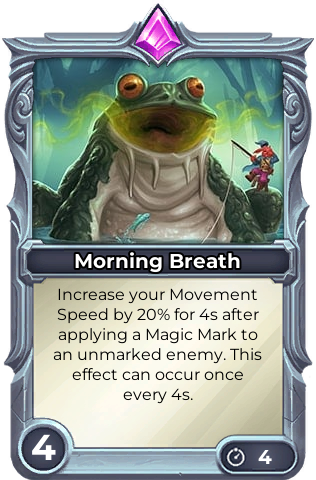 Morning Breath
Increase your Movement
Speed by 20% for 4s after
applying a Magic Mark to
an unmarked enemy. This
effect can occur once
every 4s.
4
4